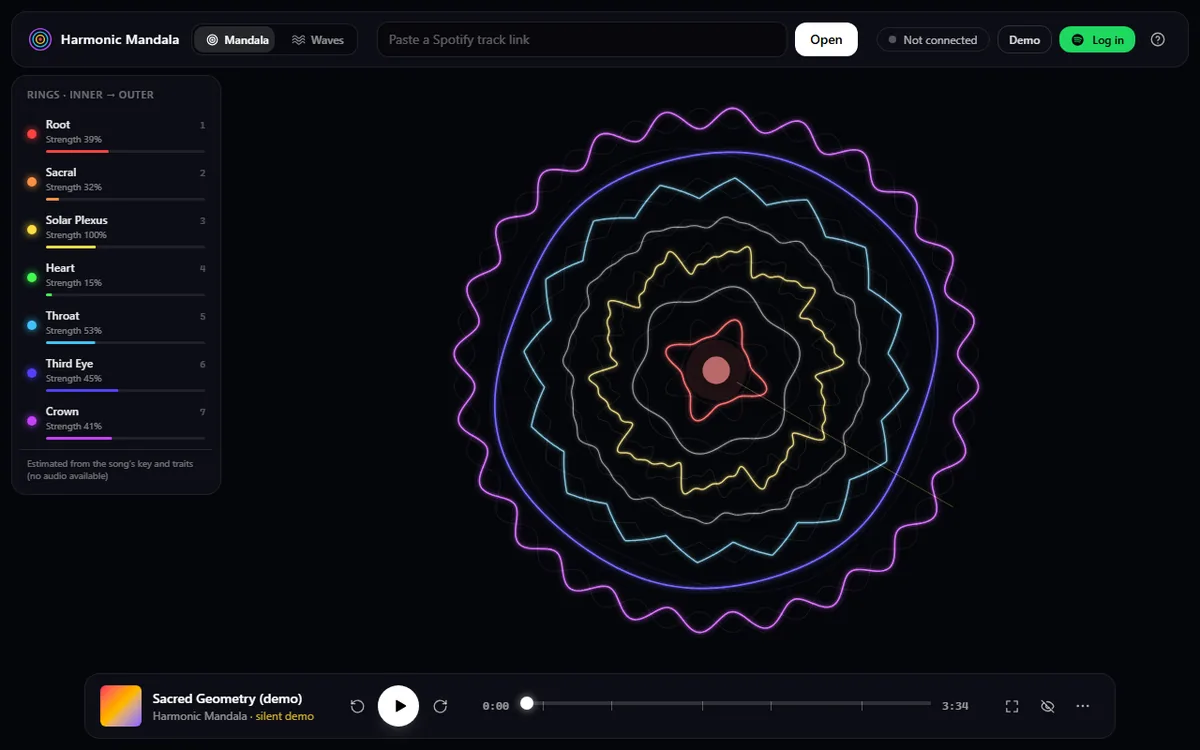 Harmonic Mandala
Mandala
Waves
Paste a Spotify track link
Open
Not connected
Demo
Log in
RINGS · INNER → OUTER
Root 1
Strength 39%
Sacral 2
Strength 32%
Solar Plexus 3
Strength 100%
Heart 4
Strength 15%
Throat 5
Strength 53%
Third Eye 6
Strength 45%
Crown 7
Strength 41%
Estimated from the song's key and traits
(no audio available)
Sacred Geometry (demo)
Harmonic Mandala · silent demo
0:00
3:34